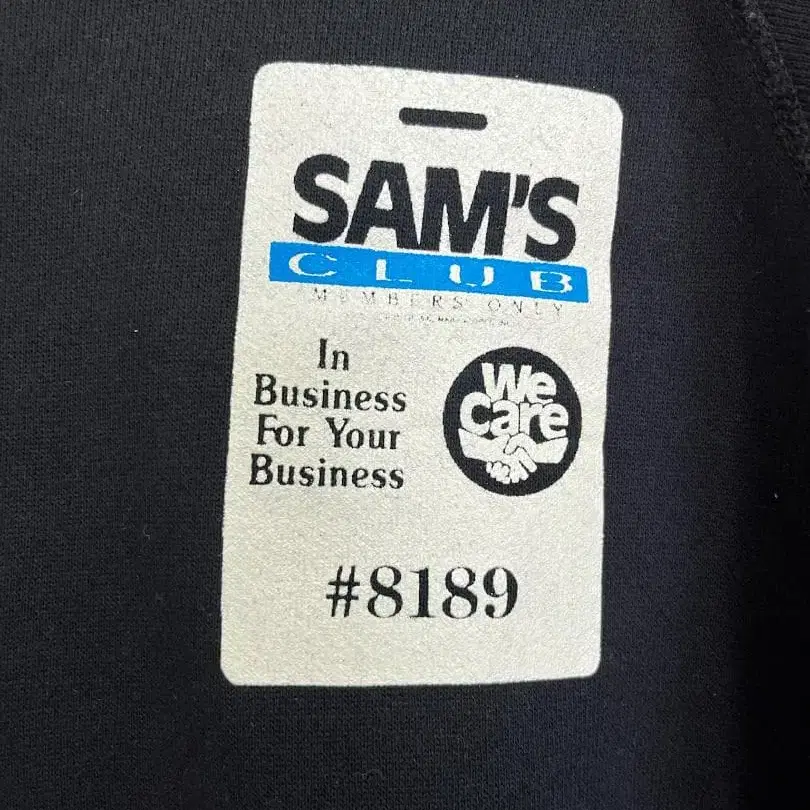 SAM'S
CLUB
MEMBERS ONLY
In
Business
For Your
Business
We
Care
#8189